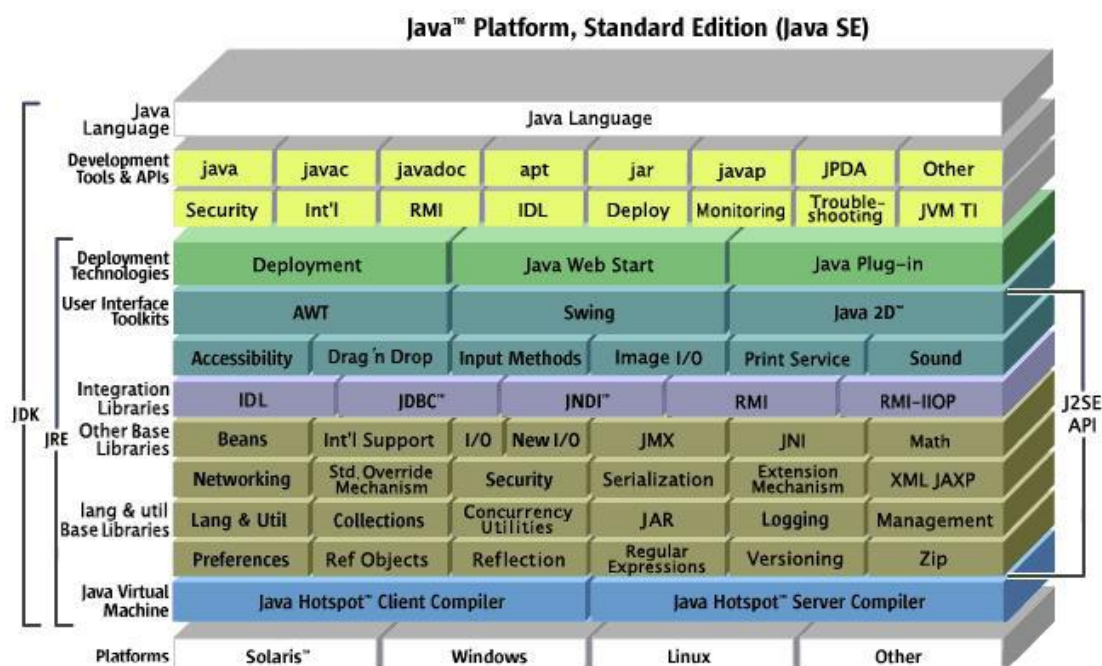 Java™ Platform, Standard Edition (Java SE)
Java
Language
Java Language
Development
Tools & APIs
java javac javadoc apt jar javap JPDA Other
Security Int'l RMI IDL Deploy Monitoring Trouble-
shooting JVM TI
Deployment
Technologies
Deployment Java Web Start Java Plug-in
User Interface
Toolkits
AWT Swing Java 2D™
Accessibility Drag 'n Drop Input Methods Image I/O Print Service Sound
Integration
Libraries
IDL JDBC™ JNDI™ RMI RMI-IIOP
JDK
JRE
J2SE
API
Other Base
Libraries
Beans Int'l Support I/O New I/O JMX JNI Math
Networking Std. Override
Mechanism Security Serialization Extension
Mechanism XML JAXP
lang & util
Base Libraries
Lang & Util Collections Concurrency
Utilities JAR Logging Management
Preferences Ref Objects Reflection Regular
Expressions Versioning Zip
Java Virtual
Machine
Java Hotspot™ Client Compiler Java Hotspot™ Server Compiler
Platforms Solaris™ Windows Linux Other